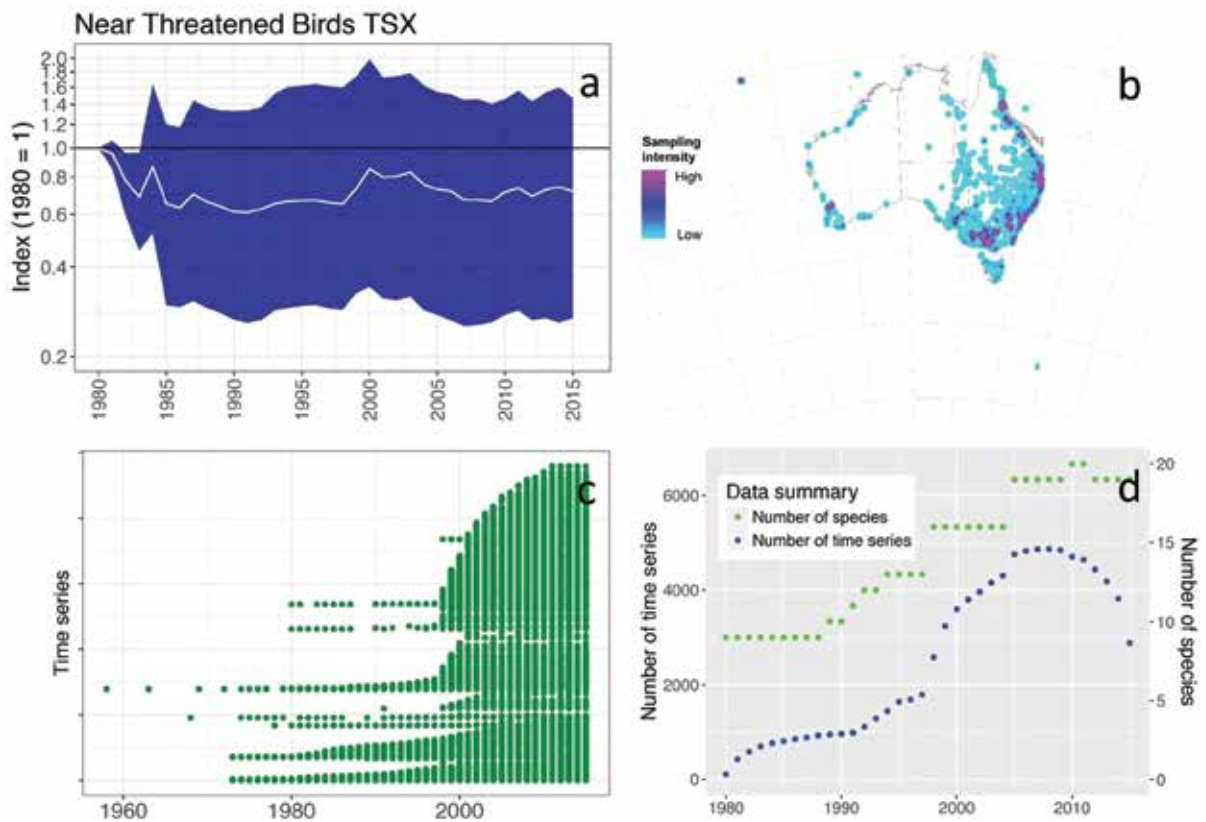 Near Threatened Birds TSX
a
Index (1980 = 1)
2.0
1.8
1.6
1.4
1.2
1.0
0.8
0.6
0.4
0.2
1980
1985
1990
1995
2000
2005
2010
2015
b
Sampling
intensity
High
Low
c
Time series
1960
1980
2000
d
Data summary
Number of species
Number of time series
Number of time series
6000
4000
2000
0
20
15
10
5
0
Number of species
1980
1990
2000
2010